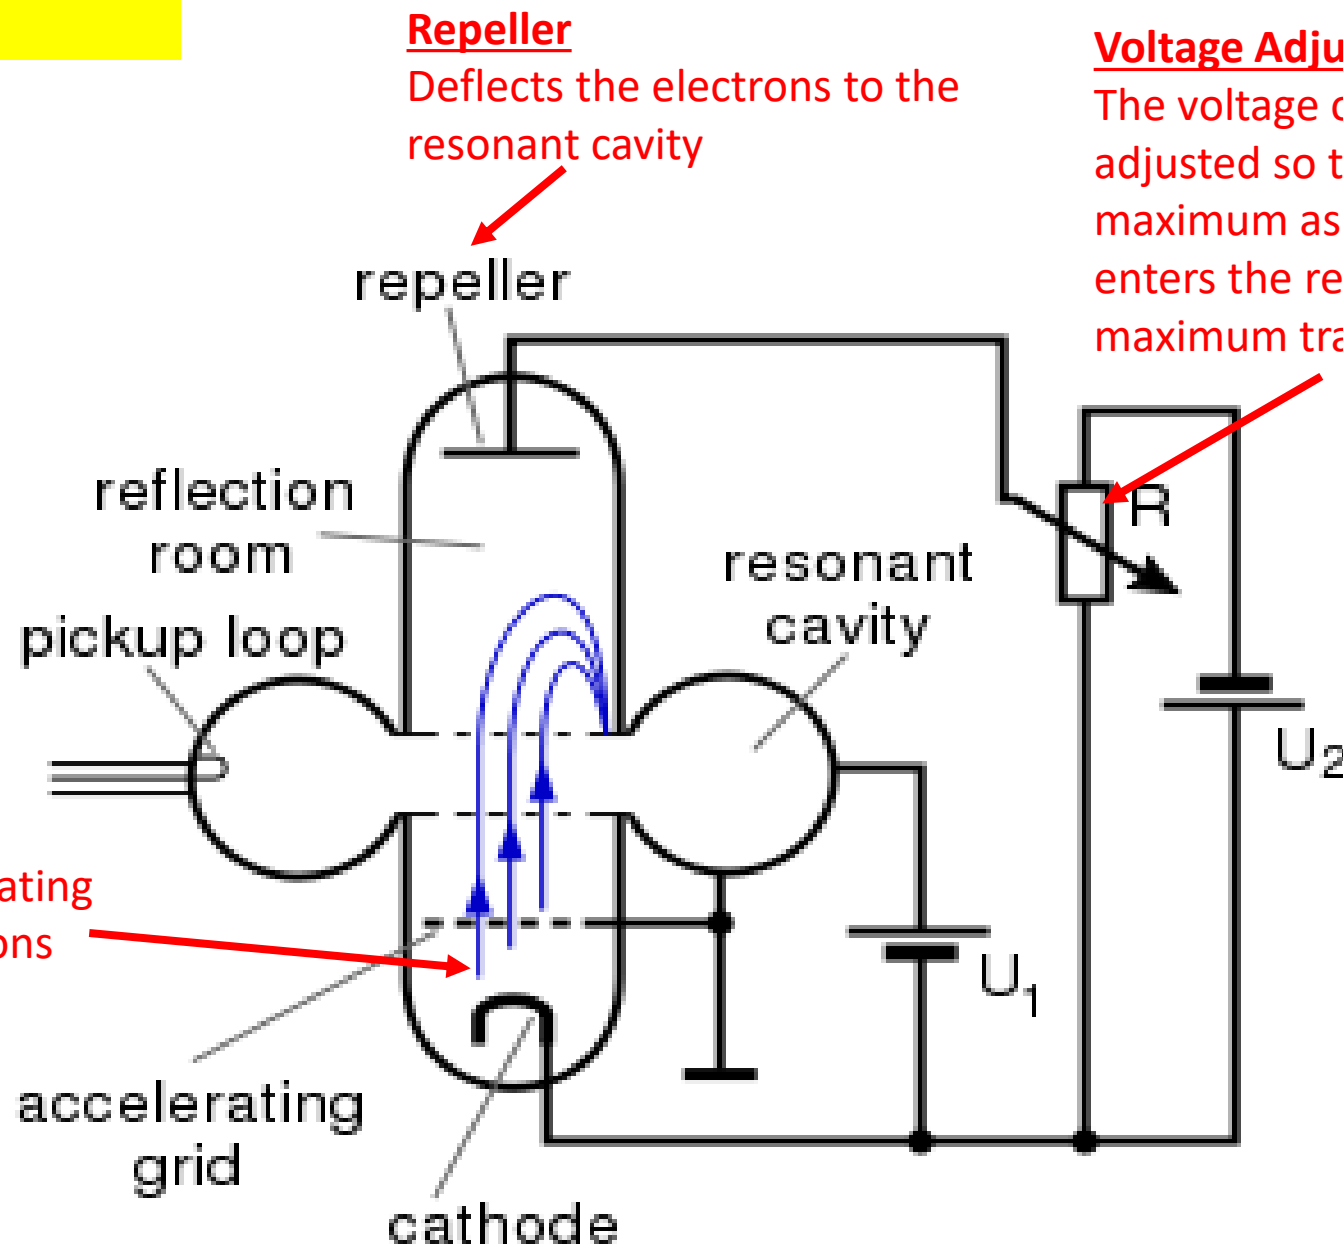 Repeller
Deflects the electrons to the
resonant cavity
Voltage Adju
The voltage
adjusted so t
maximum as
enters the re
maximum tra
repeller
reflection
room
pickup loop
resonant
cavity
R
U2
ating
ons
U1
accelerating
grid
cathode